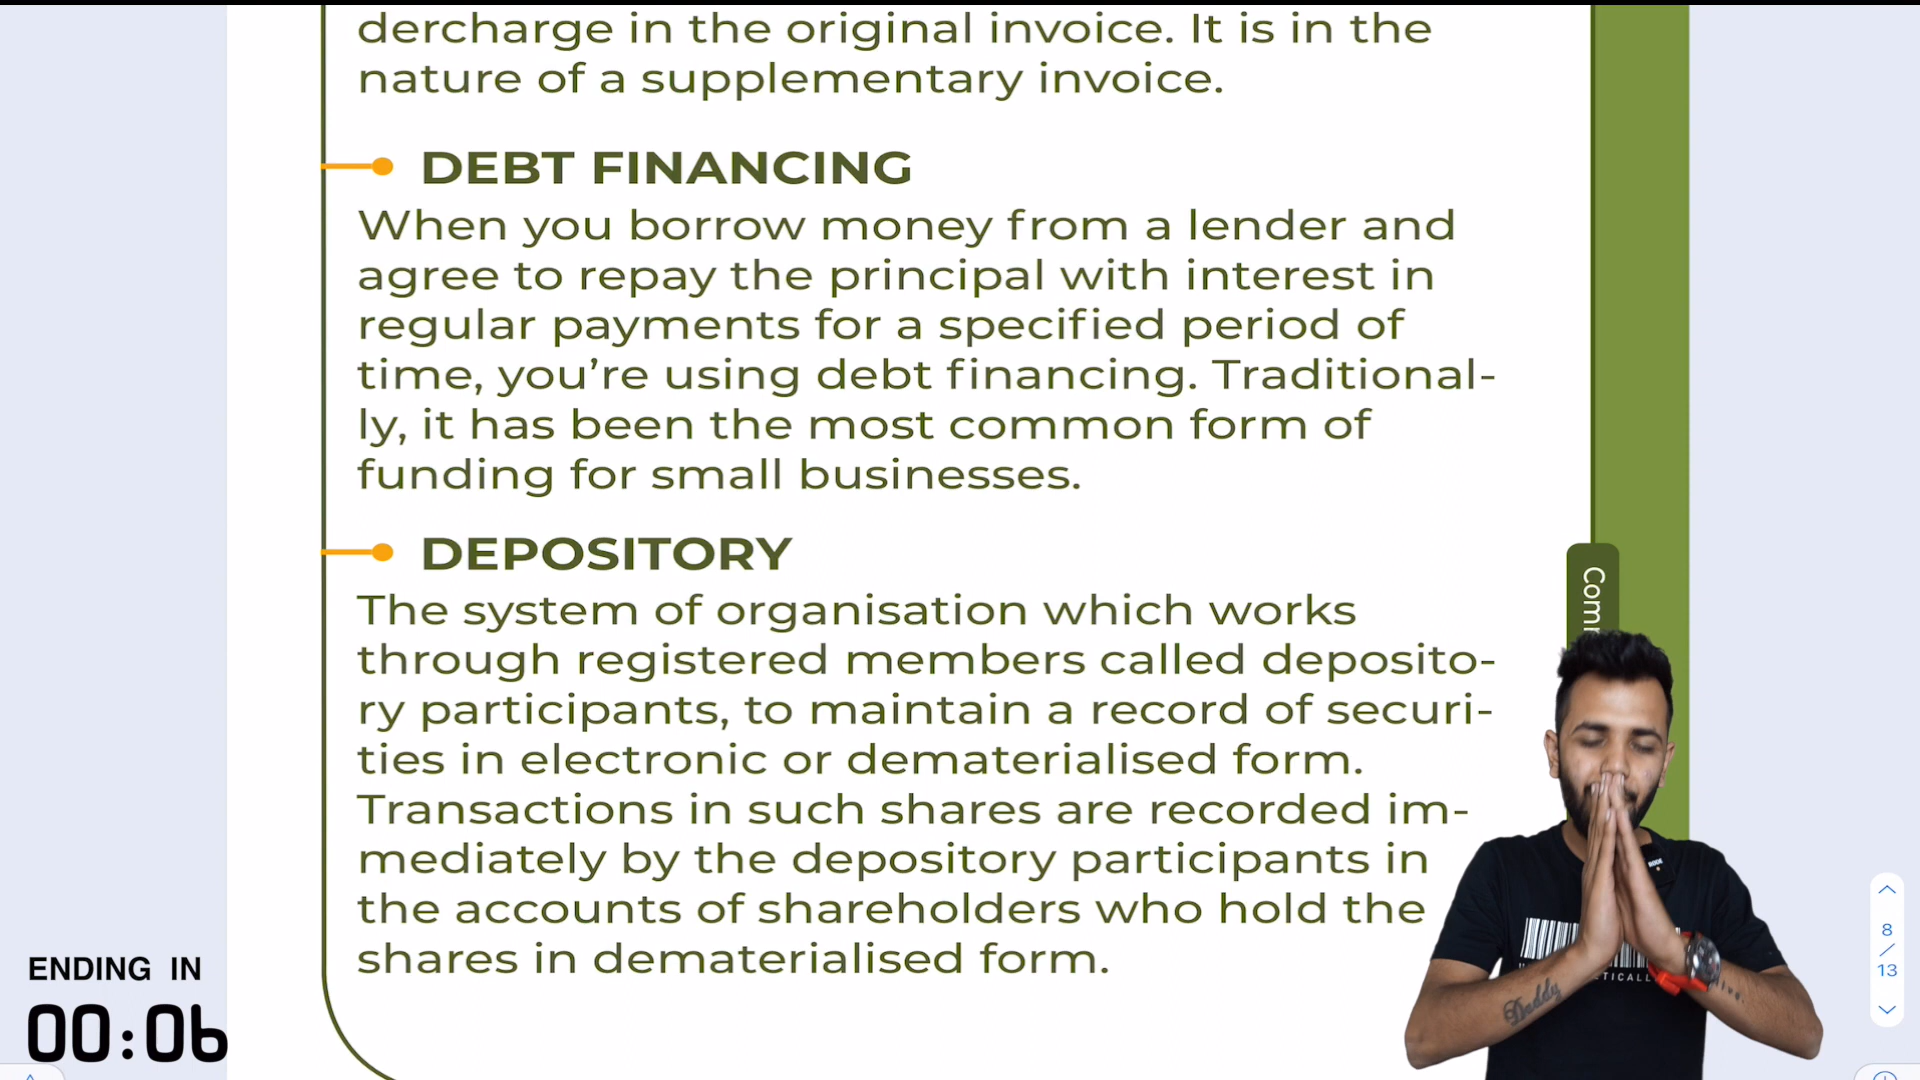 dercharge in the original invoice. It is in the
nature of a supplementary invoice.
DEBT FINANCING
When you borrow money from a lender and
agree to repay the principal with interest in
regular payments for a specified period of
time, you're using debt financing. Traditional-
ly, it has been the most common form of
funding for small businesses.
DEPOSITORY
The system of organisation which works
through registered members called deposito-
ry participants, to maintain a record of securi-
ties in electronic or dematerialised form.
Transactions in such shares are recorded im-
mediately by the depository participants in
the accounts of shareholders who hold the
shares in dematerialised form.
ENDING IN
00:06
Daddy
8
/
13